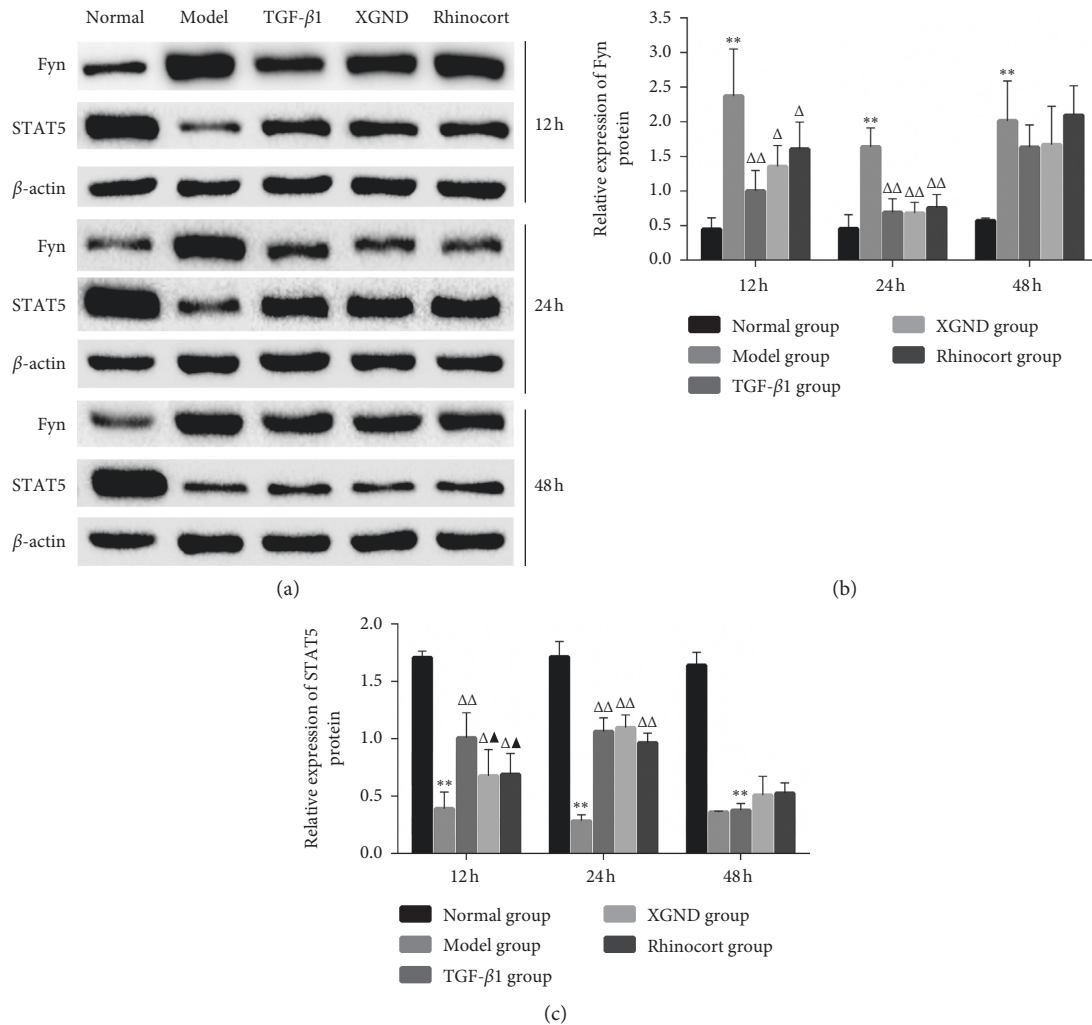 Normal Model TGF-β1 XGND Rhinocort
Fyn
STAT5
12 h
β-actin
Fyn
STAT5
24 h
β-actin
Fyn
STAT5
48 h
β-actin
(a)
Relative expression of Fyn
protein
3.5
3.0
2.5
2.0
1.5
1.0
0.5
0.0
** ΔΔ Δ Δ
** ΔΔ ΔΔ ΔΔ
**
12 h 24 h 48 h
Normal group XGND group
Model group Rhinocort group
TGF-β1 group
(b)
Relative expression of STAT5
protein
2.0
1.5
1.0
0.5
0.0
** ΔΔ Δ▲ Δ▲
** ΔΔ ΔΔ ΔΔ
**
12 h 24 h 48 h
Normal group XGND group
Model group Rhinocort group
TGF-β1 group
(c)